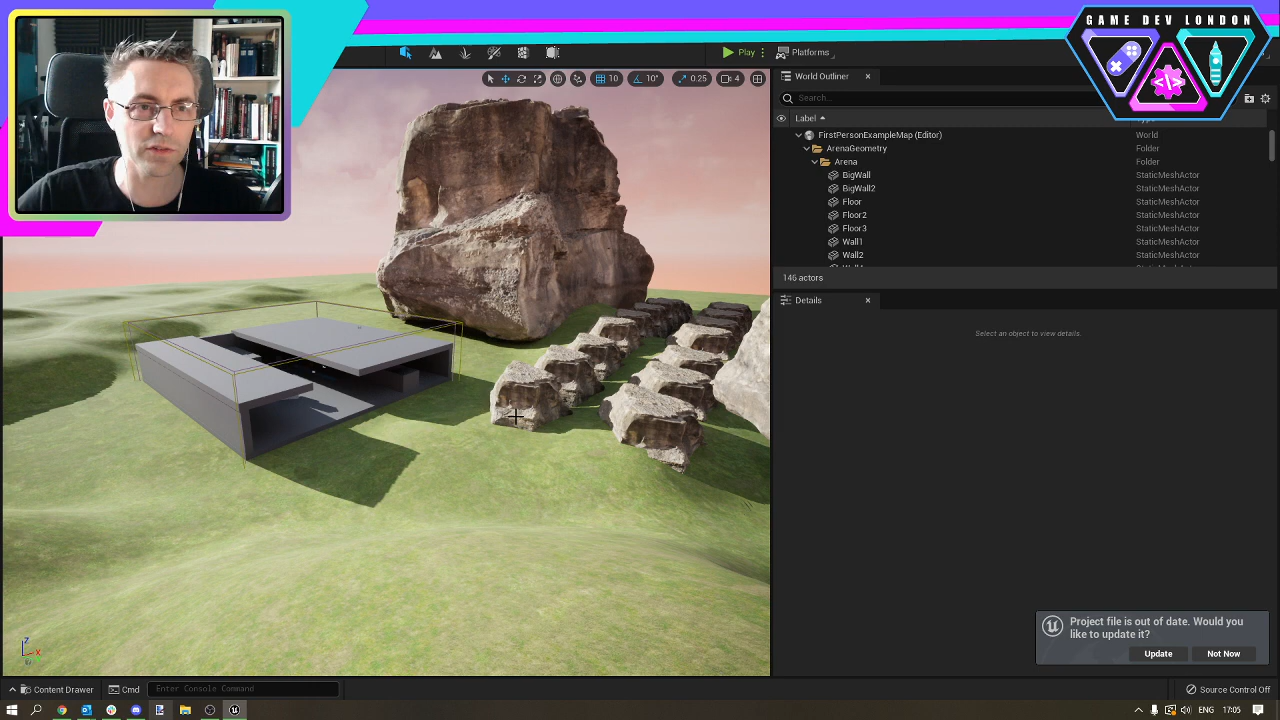 GAME DEV LONDON
</>
Play
Platforms
10
10°
0.25
4
World Outliner
Search...
Label
Type
FirstPersonExampleMap (Editor)
World
ArenaGeometry
Folder
Arena
Folder
BigWall
StaticMeshActor
BigWall2
StaticMeshActor
Floor
StaticMeshActor
Floor2
StaticMeshActor
Floor3
StaticMeshActor
Wall1
StaticMeshActor
Wall2
StaticMeshActor
146 actors
Details
Select an object to view details.
Project file is out of date. Would you
like to update it?
Update
Not Now
Z
X
Content Drawer
Cmd
Enter Console Command
Source Control Off
ENG
17:05